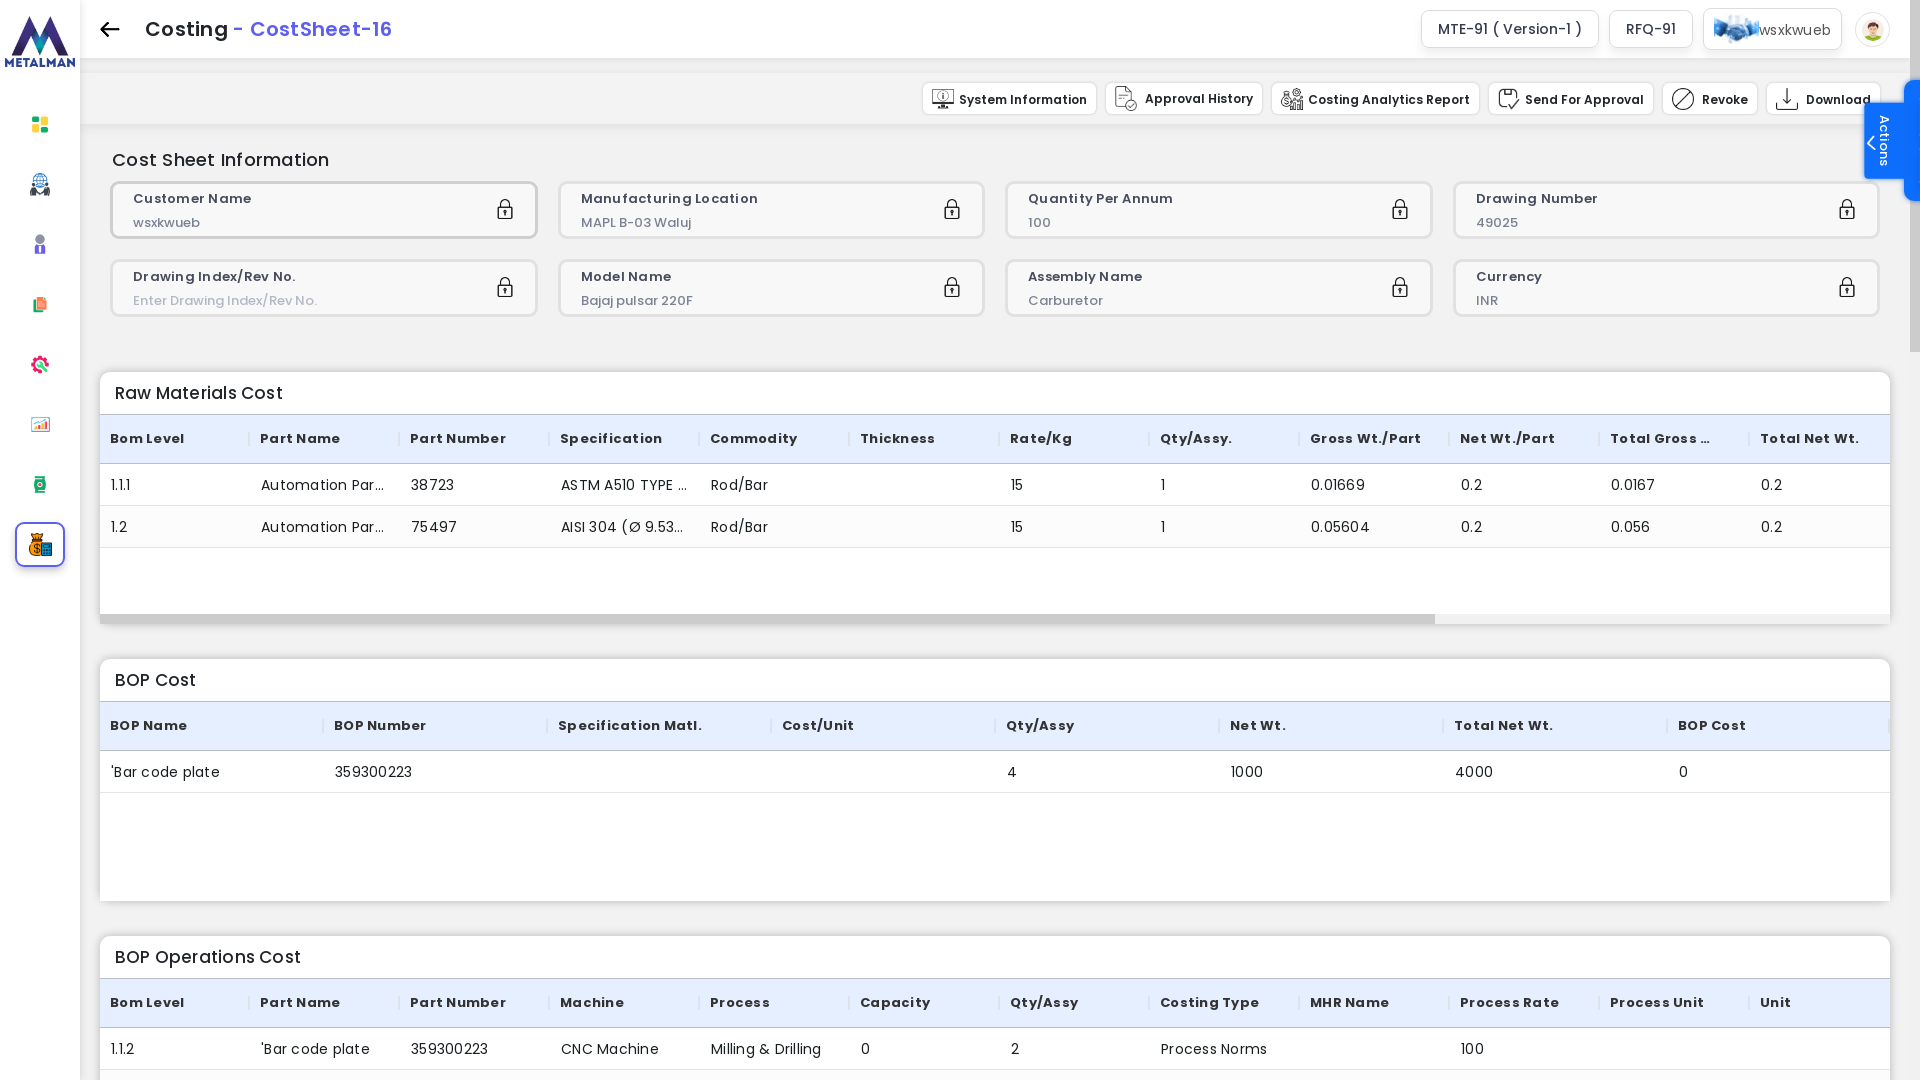 METALMAN
Costing - CostSheet-16
MTE-91 ( Version-1 )
RFQ-91
wsxkwueb
System Information
Approval History
Costing Analytics Report
Send For Approval
Revoke
Download
Actions
Cost Sheet Information
Customer Name
wsxkwueb
Manufacturing Location
MAPL B-03 Waluj
Quantity Per Annum
100
Drawing Number
49025
Drawing Index/Rev No.
Enter Drawing Index/Rev No.
Model Name
Bajaj pulsar 220F
Assembly Name
Carburetor
Currency
INR
Raw Materials Cost
Bom Level Part Name Part Number Specification Commodity Thickness Rate/Kg Qty/Assy. Gross Wt./Part Net Wt./Part Total Gross ... Total Net Wt.
1.1.1 Automation Par... 38723 ASTM A510 TYPE ... Rod/Bar 15 1 0.01669 0.2 0.0167 0.2
1.2 Automation Par... 75497 AISI 304 (Ø 9.53... Rod/Bar 15 1 0.05604 0.2 0.056 0.2
BOP Cost
BOP Name BOP Number Specification Matl. Cost/Unit Qty/Assy Net Wt. Total Net Wt. BOP Cost
'Bar code plate 359300223 4 1000 4000 0
BOP Operations Cost
Bom Level Part Name Part Number Machine Process Capacity Qty/Assy Costing Type MHR Name Process Rate Process Unit Unit
1.1.2 'Bar code plate 359300223 CNC Machine Milling & Drilling 0 2 Process Norms 100